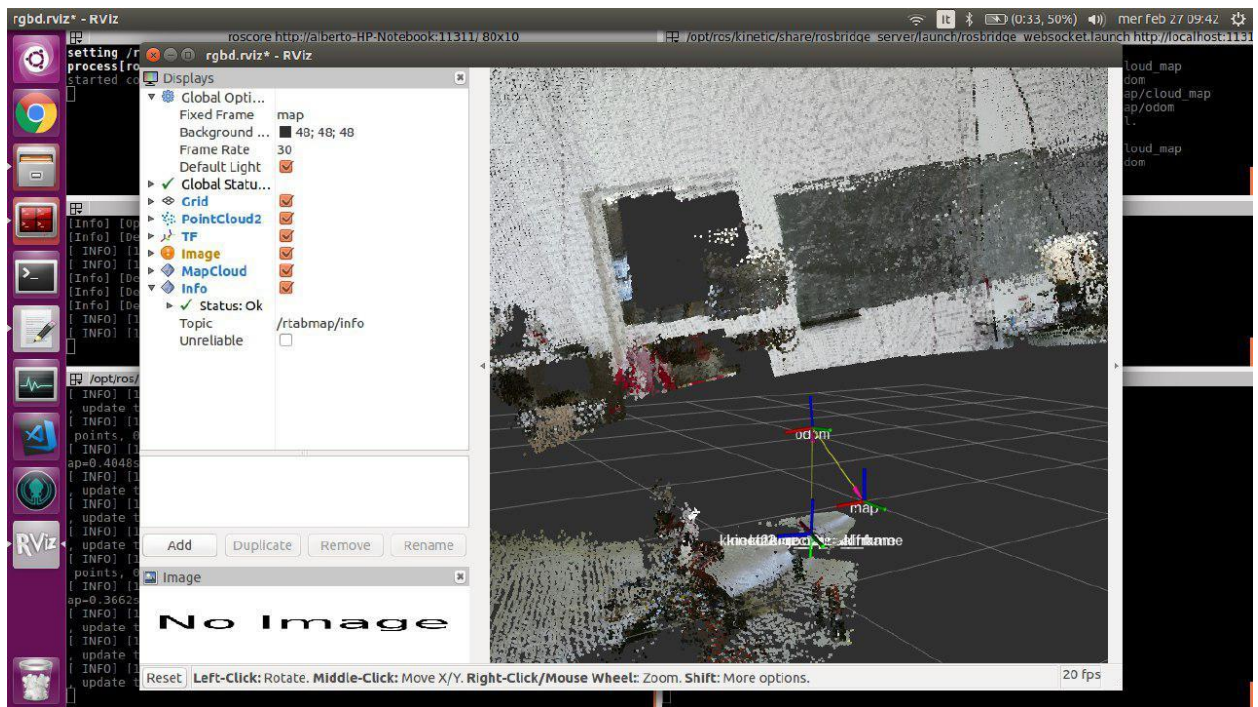 rgbd.rviz* - RViz
It
(0:33, 50%)
mer feb 27 09:42
roscore http://alberto-HP-Notebook:11311/ 80x10
/opt/ros/kinetic/share/rosbridge_server/launch/rosbridge_websocket.launch http://localhost:1131
setting /r
process[ro
started co
rgbd.rviz* - RViz
Displays
Global Opti...
Fixed Frame map
Background ... 48; 48; 48
Frame Rate 30
Default Light
Global Statu...
Grid
PointCloud2
TF
Image
MapCloud
Info
Status: Ok
Topic /rtabmap/info
Unreliable
Add Duplicate Remove Rename
Image
No Image
Reset Left-Click: Rotate. Middle-Click: Move X/Y. Right-Click/Mouse Wheel: Zoom. Shift: More options.
20 fps
odom
map
loud_map
dom
ap/cloud_map
ap/odom
l.
loud_map
dom
[Info] [Op
[Info] [De
[ INFO] [1
[ INFO] [1
[Info] [De
[Info] [De
[Info] [De
[ INFO] [1
[ INFO] [1
/opt/ros/
[ INFO] [1
, update t
[ INFO] [1
points, 0
[ INFO] [1
ap=0.4048s
[ INFO] [1
, update t
[ INFO] [1
, update t
[ INFO] [1
, update t
[ INFO] [1
points, 0
[ INFO] [1
ap=0.3662s
[ INFO] [1
, update t
[ INFO] [1
, update t
[ INFO] [1
, update t
RViz